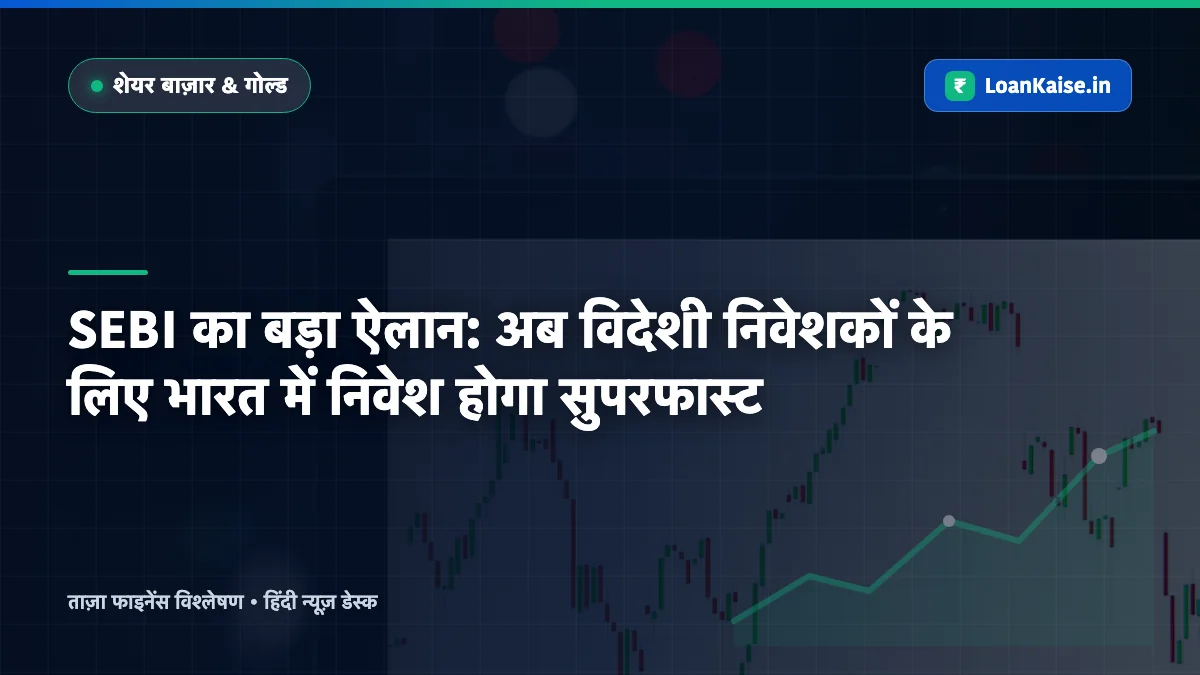 शेयर बाज़ार & गोल्ड
₹ LoanKaise.in
SEBI का बड़ा ऐलान: अब विदेशी निवेशकों के
लिए भारत में निवेश होगा सुपरफास्ट
ताज़ा फाइनेंस विश्लेषण • हिंदी न्यूज़ डेस्क